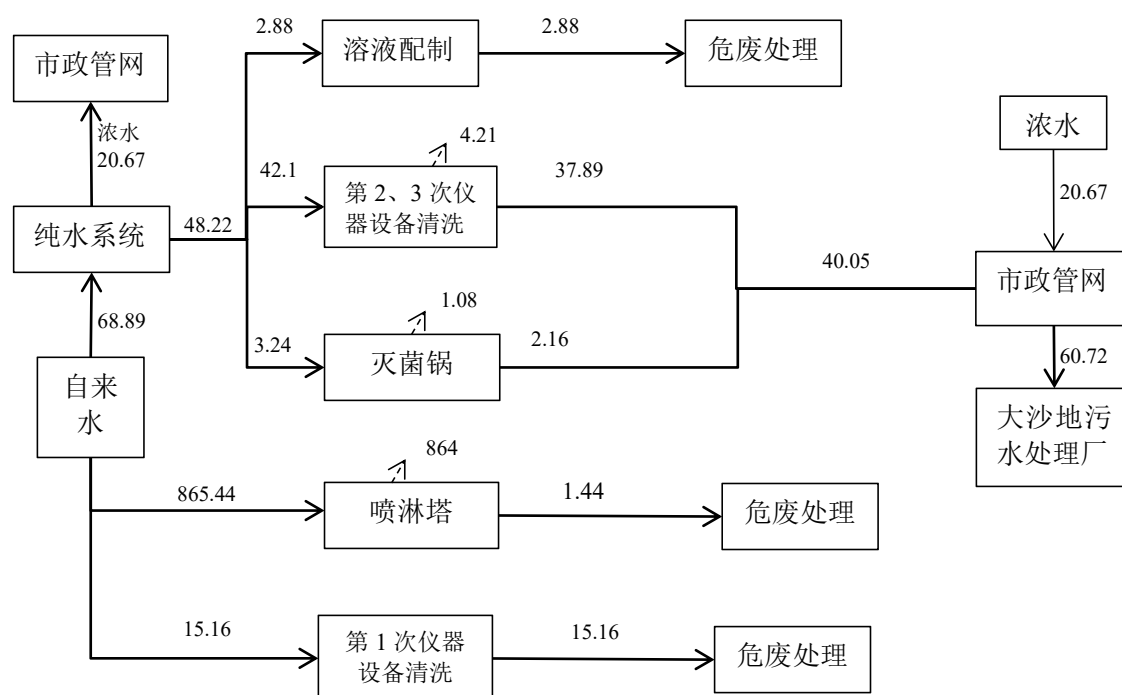 2.88
溶液配制
2.88
危废处理
市政管网
浓水
20.67
4.21
浓水
42.1
第 2、3 次仪
器设备清洗
37.89
20.67
纯水系统
48.22
40.05
市政管网
68.89
1.08
3.24
灭菌锅
2.16
60.72
自来
水
大沙地污
水处理厂
864
865.44
喷淋塔
1.44
危废处理
15.16
第 1 次仪器
设备清洗
15.16
危废处理